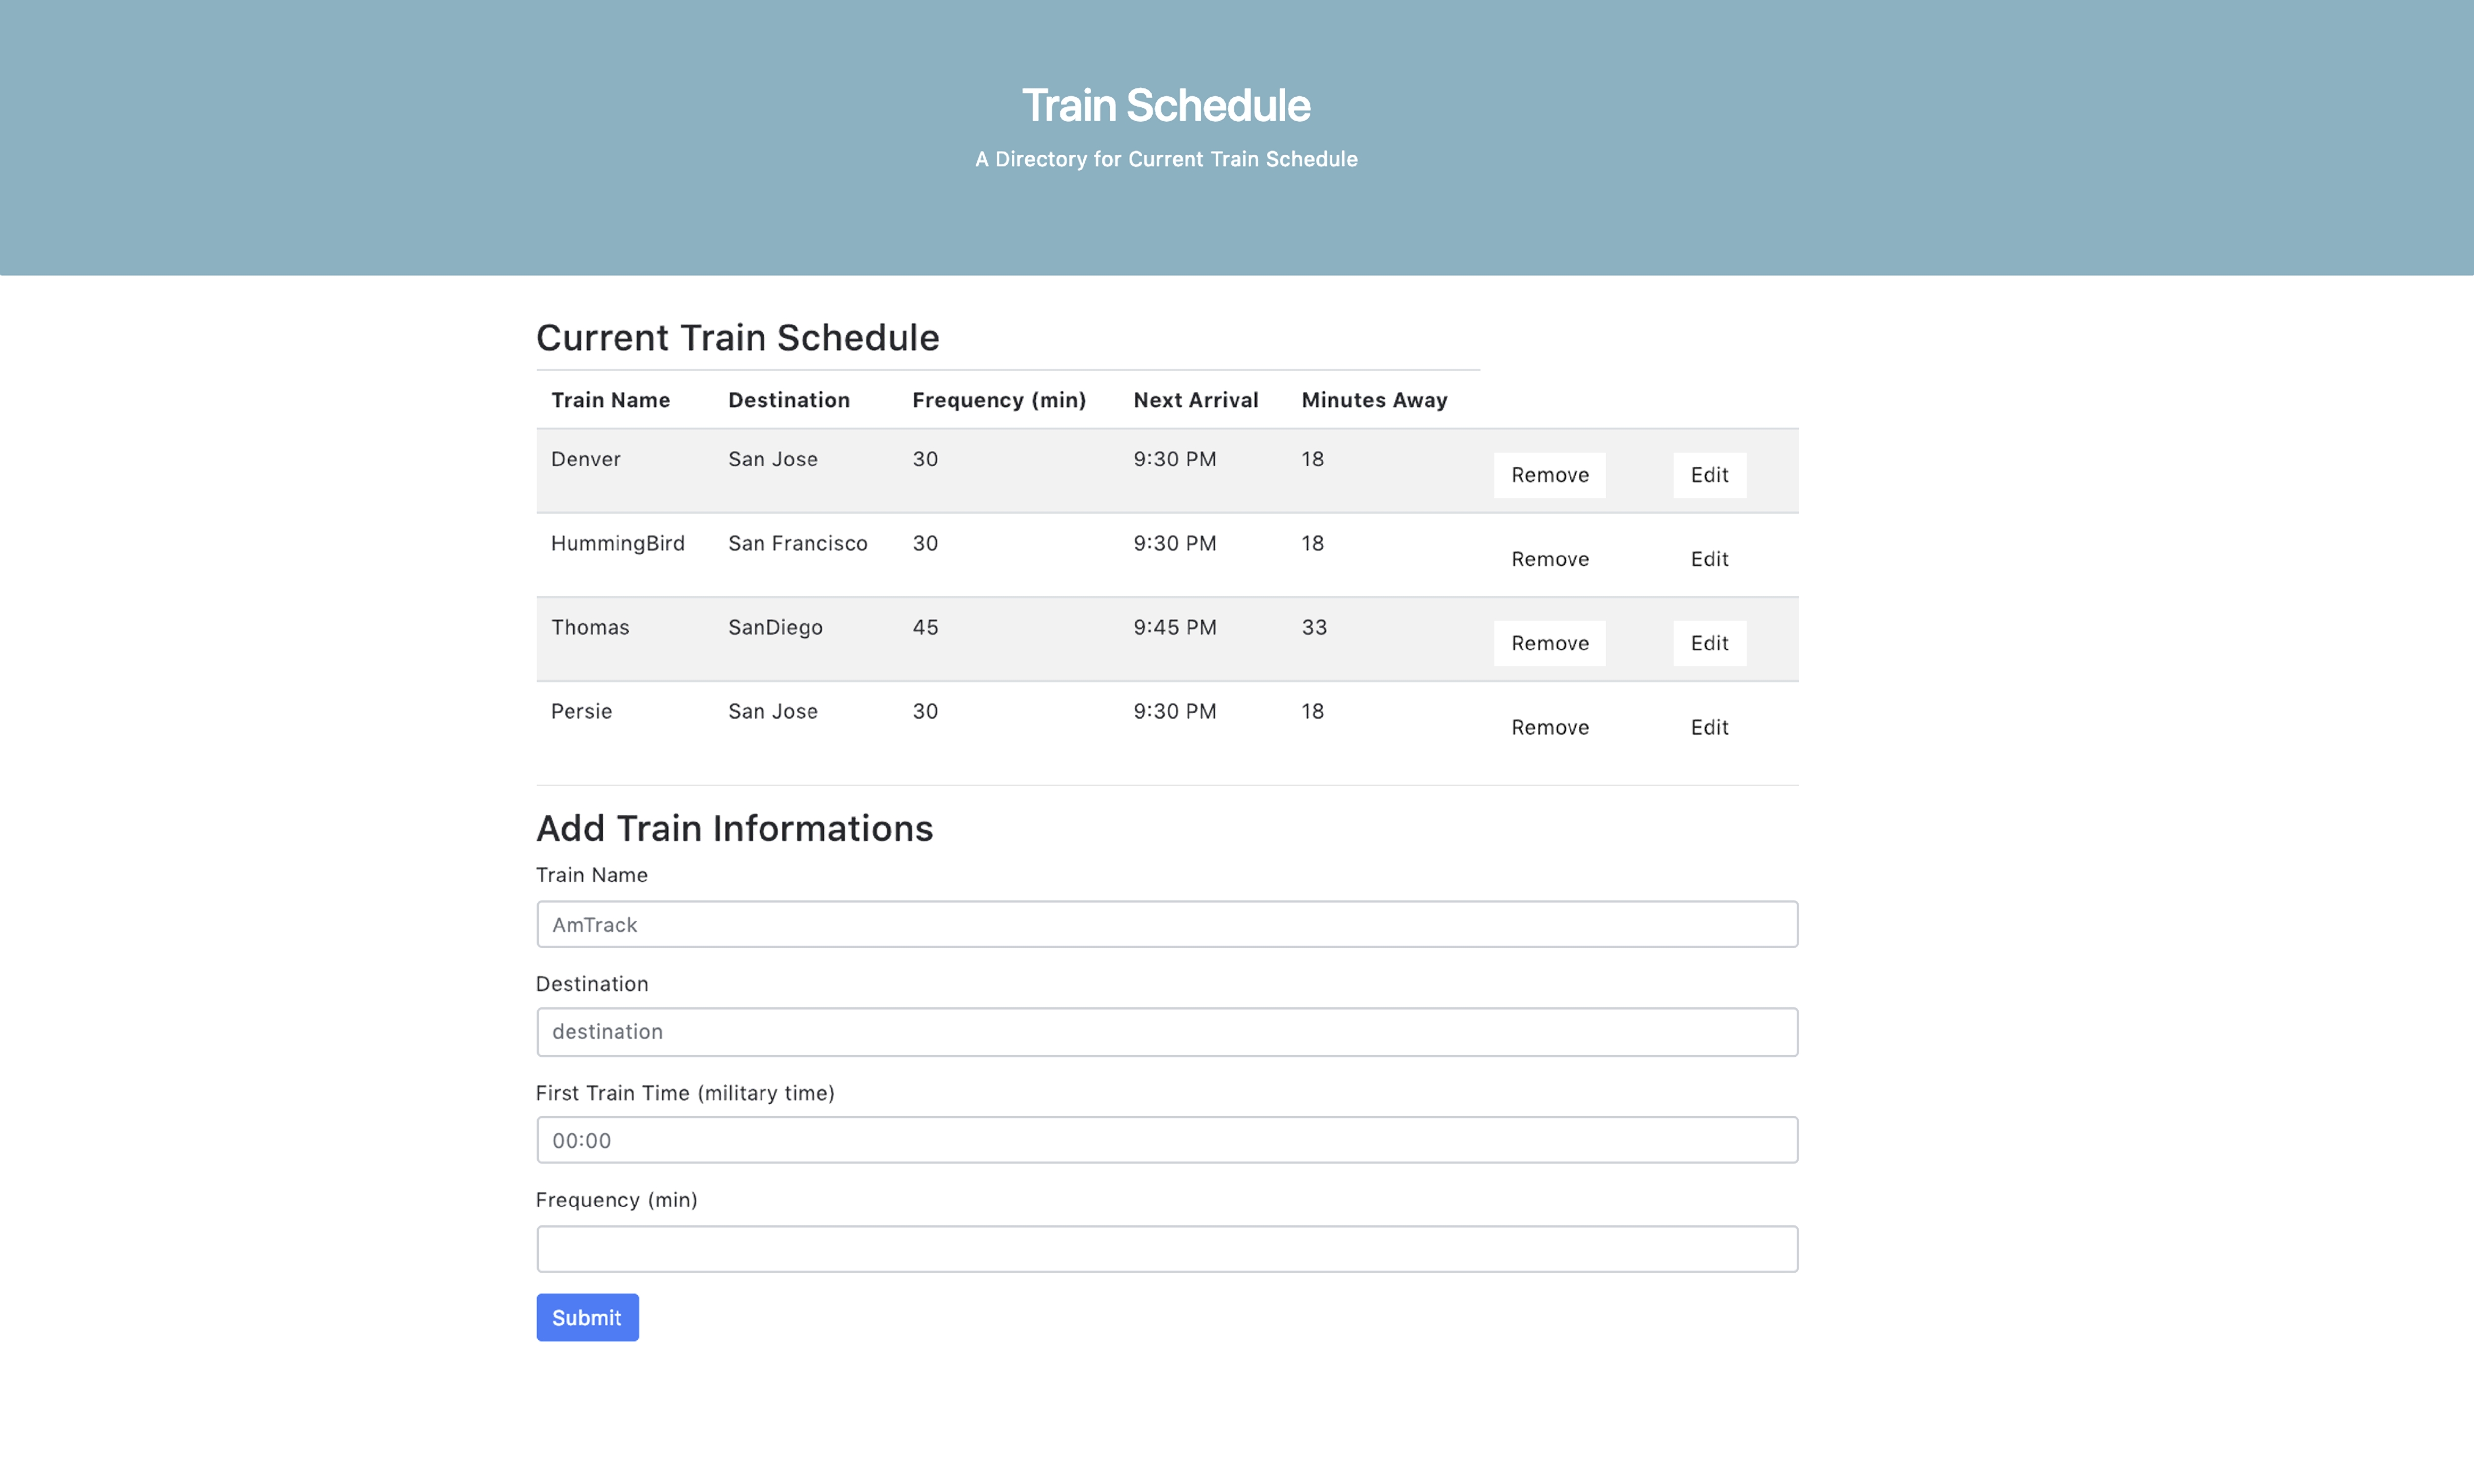 Train Schedule
A Directory for Current Train Schedule
Current Train Schedule
Train Name Destination Frequency (min) Next Arrival Minutes Away
Denver San Jose 30 9:30 PM 18 Remove Edit
HummingBird San Francisco 30 9:30 PM 18 Remove Edit
Thomas SanDiego 45 9:45 PM 33 Remove Edit
Persie San Jose 30 9:30 PM 18 Remove Edit
Add Train Informations
Train Name
AmTrack
Destination
destination
First Train Time (military time)
00:00
Frequency (min)
Submit